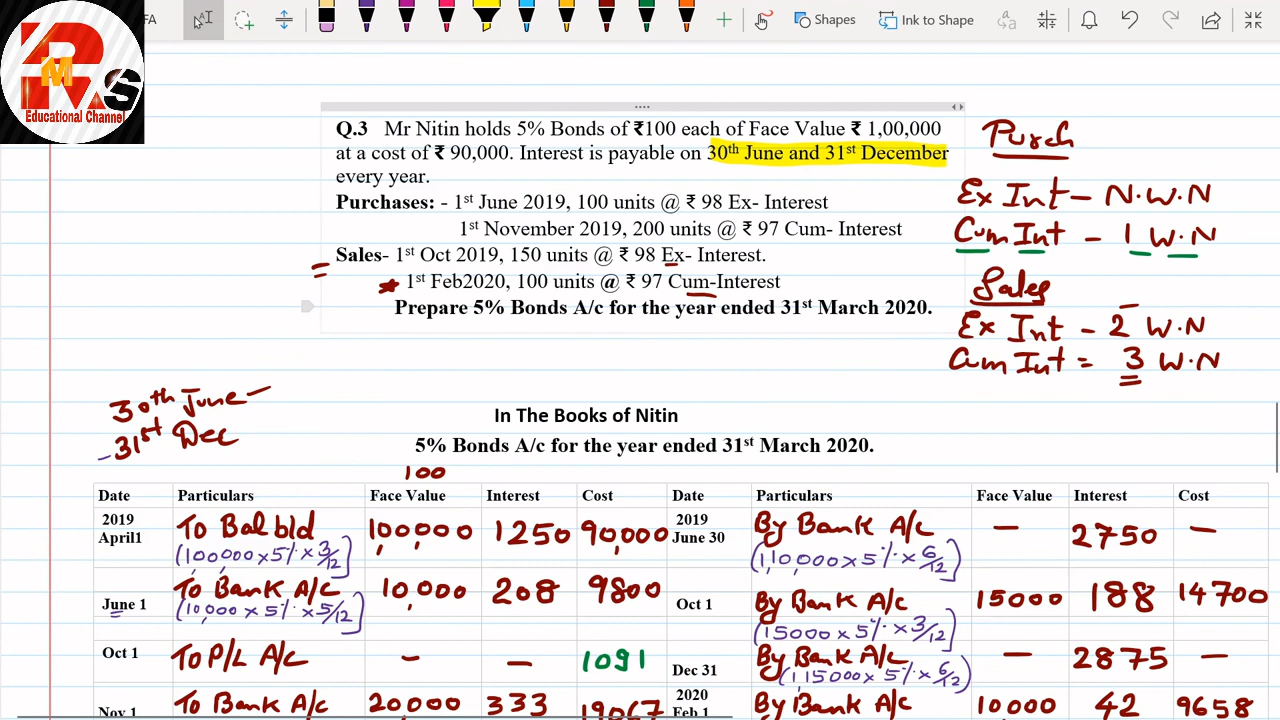 FA
Shapes
Ink to Shape
R
M
S
Educational Channel
Q.3 Mr Nitin holds 5% Bonds of ₹100 each of Face Value ₹ 1,00,000
at a cost of ₹ 90,000. Interest is payable on 30th June and 31st December
every year.
Purchases: - 1st June 2019, 100 units @ ₹ 98 Ex- Interest
1st November 2019, 200 units @ ₹ 97 Cum- Interest
Sales- 1st Oct 2019, 150 units @ ₹ 98 Ex- Interest.
1st Feb2020, 100 units @ ₹ 97 Cum-Interest
Prepare 5% Bonds A/c for the year ended 31st March 2020.
Purch
Ex Int - N.W.N
Cum Int - 1 W.N
Sales
Ex Int - 2 W.N
Cum Int = 3 W.N
30th June
31st Dec
In The Books of Nitin
5% Bonds A/c for the year ended 31st March 2020.
100
Date Particulars Face Value Interest Cost Date Particulars Face Value Interest Cost
2019 April1 To Bal b/d 100,000 1250 90,000 2019 June 30 By Bank A/c - 2750 -
(100,000 x 5% x 3/12) (1,10,000 x 5% x 6/12)
June 1 To Bank A/c 10,000 208 9800 Oct 1 By Bank A/c 15000 188 14700
(10,000 x 5% x 5/12) (15000 x 5% x 3/12)
Oct 1 To P/L A/c - - 1091 Dec 31 By Bank A/c - 2875 -
(115000 x 5% x 6/12)
Nov 1 To Bank A/c 20000 333 19067 2020 Feb 1 By Bank A/c 10000 42 9658